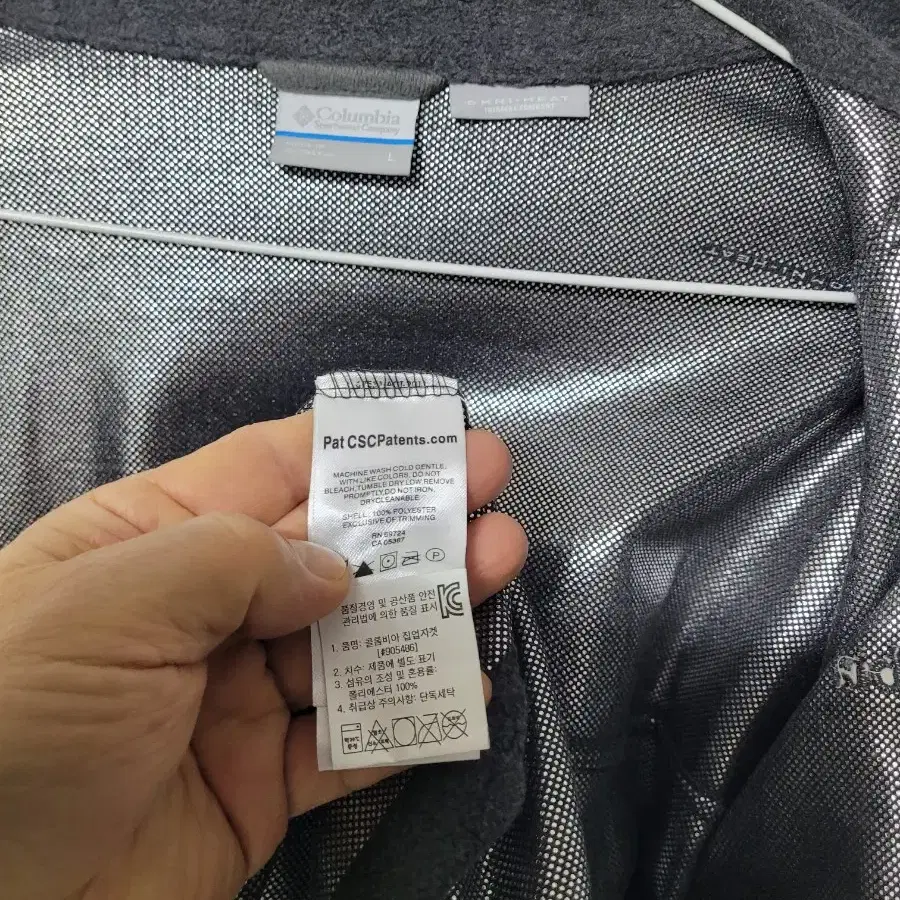 Columbia
Sportswear Company
L
OMNI-HEAT
THERMAL REFLECTIVE
Pat CSCPatents.com
MACHINE WASH COLD GENTLE,
WITH LIKE COLORS, DO NOT
BLEACH,TUMBLE DRY LOW,REMOVE
PROMPTLY,DO NOT IRON,
DRYCLEANABLE
SHELL: 100% POLYESTER
EXCLUSIVE OF TRIMMING
RN 69724
CA 05367
P
품질경영 및 공산품 안전
관리법에 의한 품질 표시
1. 품명: 콜롬비아 집업자켓
[#905486]
2. 치수: 제품에 별도 표기
3. 섬유의 조성 및 혼용률:
폴리에스터 100%
4. 취급상 주의사항: 단독세탁